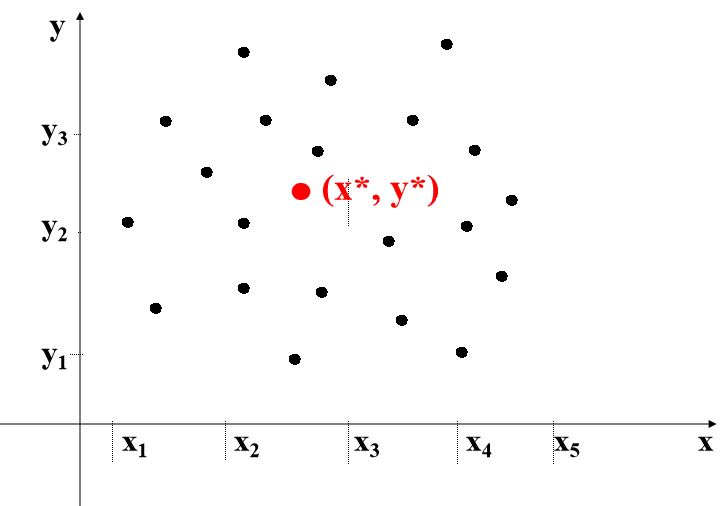 y
y₃
(x*, y*)
y₂
y₁
x₁ x₂ x₃ x₄ x₅ x